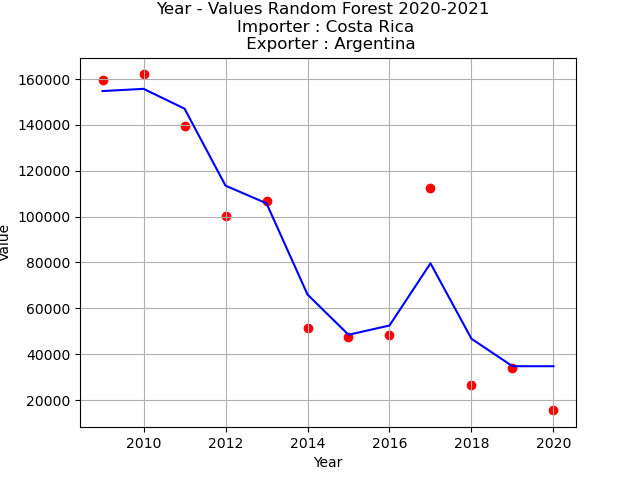 Year - Values Random Forest 2020-2021
Importer : Costa Rica
Exporter : Argentina
160000
140000
120000
100000
80000
60000
40000
20000
Value
2010 2012 2014 2016 2018 2020
Year